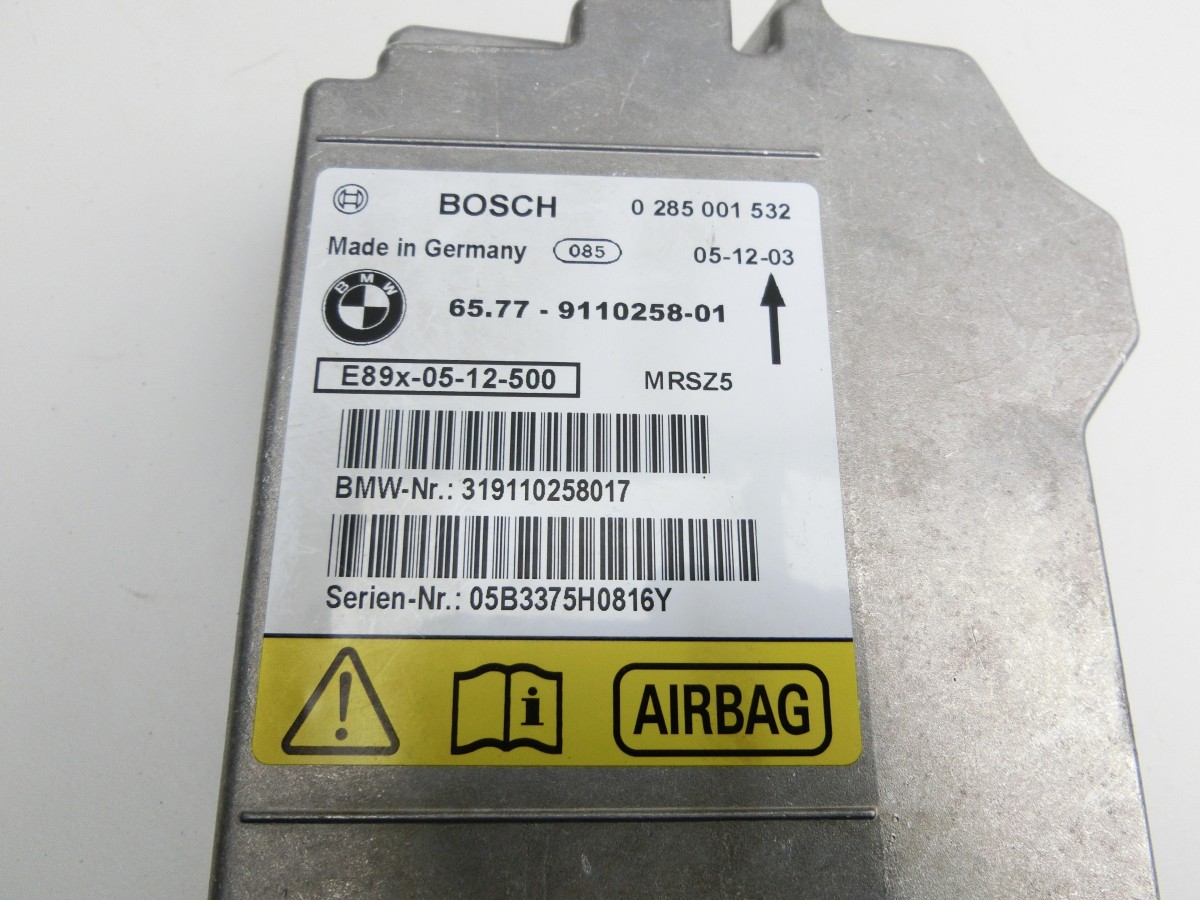 BOSCH 0 285 001 532
Made in Germany 085 05-12-03
BMW
65.77 - 9110258-01
E89x-05-12-500 MRSZ5
BMW-Nr.: 319110258017
Serien-Nr.: 05B3375H0816Y
! i AIRBAG